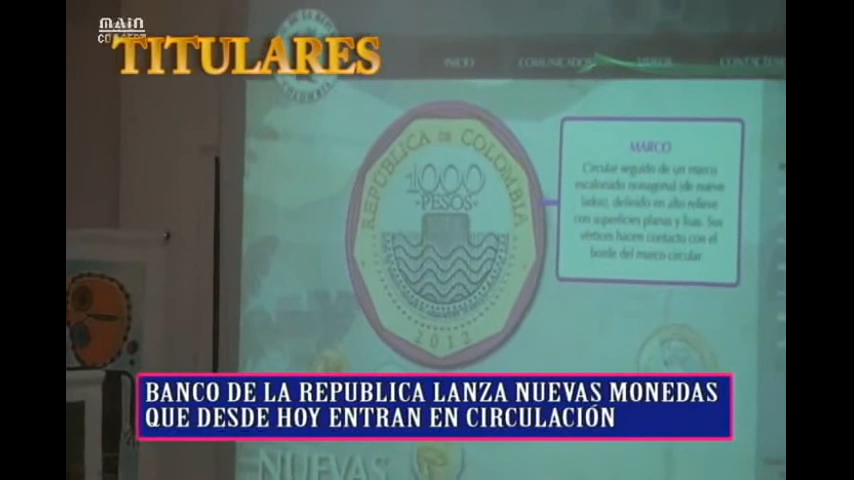 MAIN
TITULARES
INICIO COMUNICADOS VIDEOS
REPÚBLICA DE COLOMBIA
1000
PESOS
2012
MARCO
Circular seguido de un marco
escalonado nonagonal (de nueve
lados), definido en alto relieve
con superficies planas y lisas. Sus
vértices hacen contacto con el
borde del marco circular
BANCO DE LA REPUBLICA LANZA NUEVAS MONEDAS
QUE DESDE HOY ENTRAN EN CIRCULACIÓN
NUEVAS